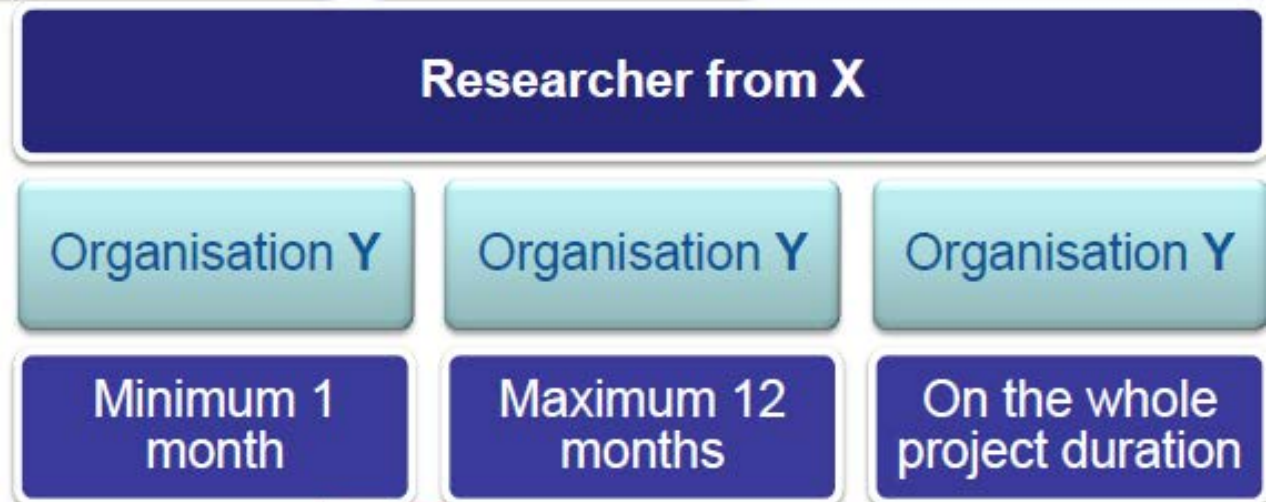 Researcher from X
Organisation Y
Organisation Y
Organisation Y
Minimum 1
month
Maximum 12
months
On the whole
project duration